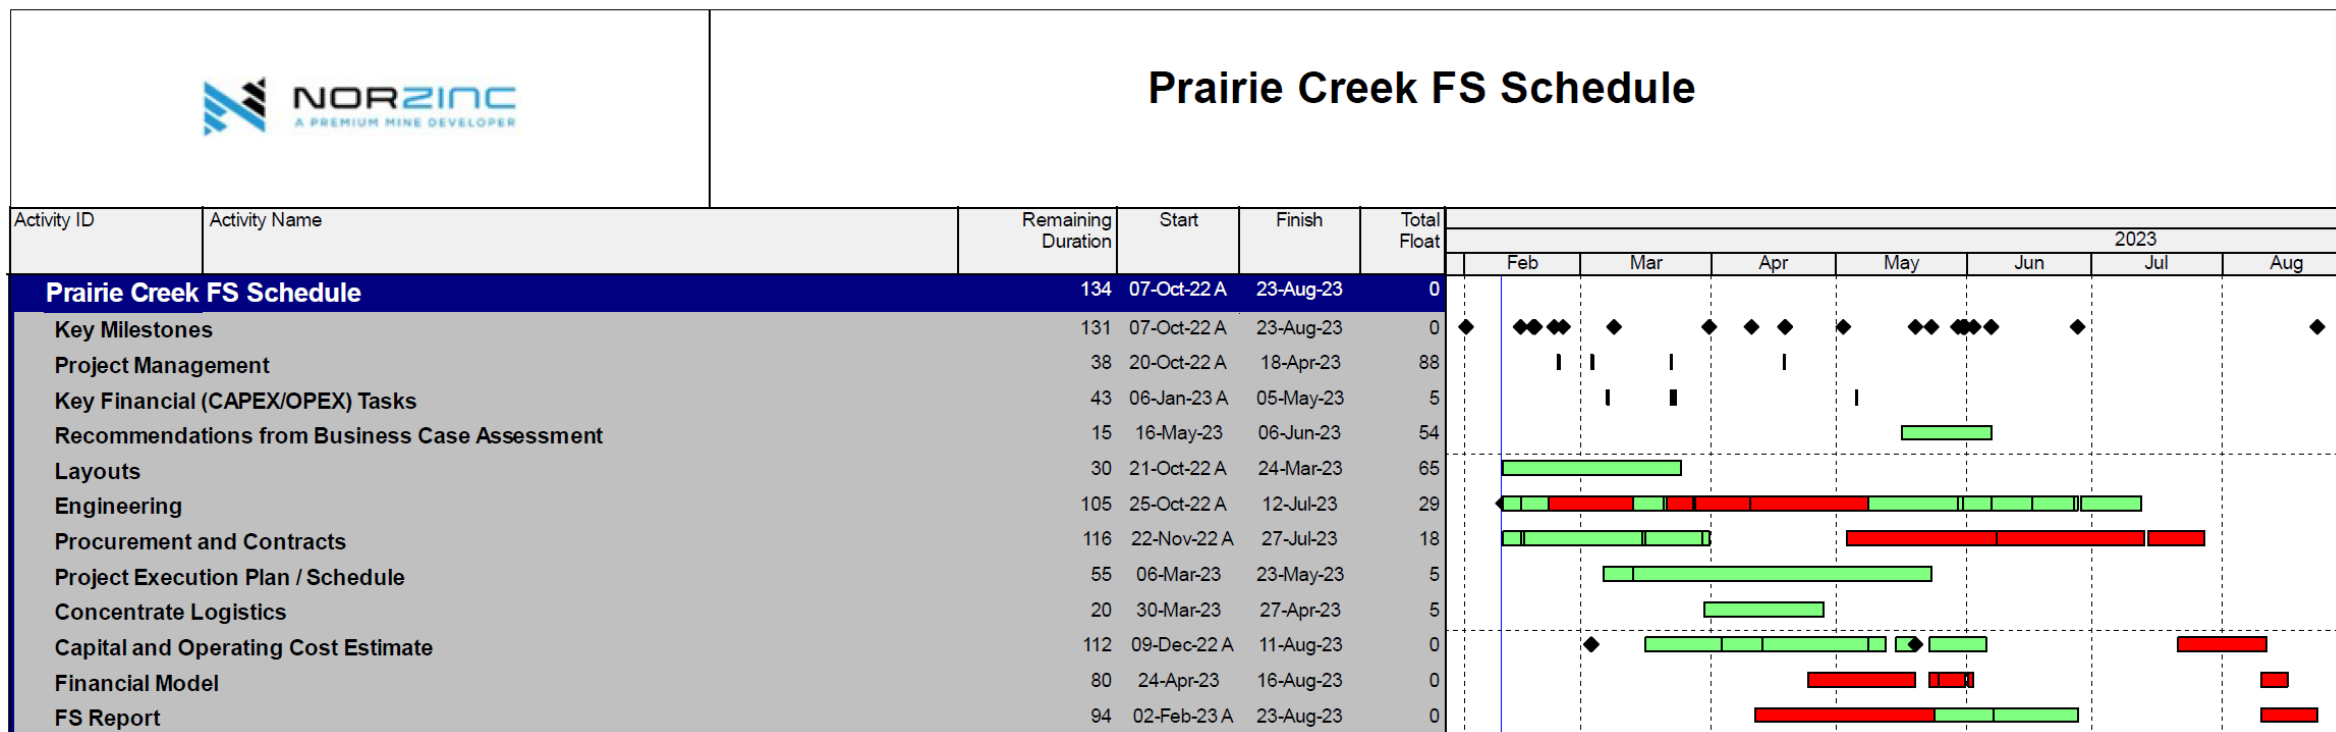 NORZINC
A PREMIUM MINE DEVELOPER
Prairie Creek FS Schedule
Activity ID Activity Name Remaining Duration Start Finish Total Float
2023
Feb Mar Apr May Jun Jul Aug
Prairie Creek FS Schedule 134 07-Oct-22 A 23-Aug-23 0
Key Milestones 131 07-Oct-22 A 23-Aug-23 0
Project Management 38 20-Oct-22 A 18-Apr-23 88
Key Financial (CAPEX/OPEX) Tasks 43 06-Jan-23 A 05-May-23 5
Recommendations from Business Case Assessment 15 16-May-23 06-Jun-23 54
Layouts 30 21-Oct-22 A 24-Mar-23 65
Engineering 105 25-Oct-22 A 12-Jul-23 29
Procurement and Contracts 116 22-Nov-22 A 27-Jul-23 18
Project Execution Plan / Schedule 55 06-Mar-23 23-May-23 5
Concentrate Logistics 20 30-Mar-23 27-Apr-23 5
Capital and Operating Cost Estimate 112 09-Dec-22 A 11-Aug-23 0
Financial Model 80 24-Apr-23 16-Aug-23 0
FS Report 94 02-Feb-23 A 23-Aug-23 0